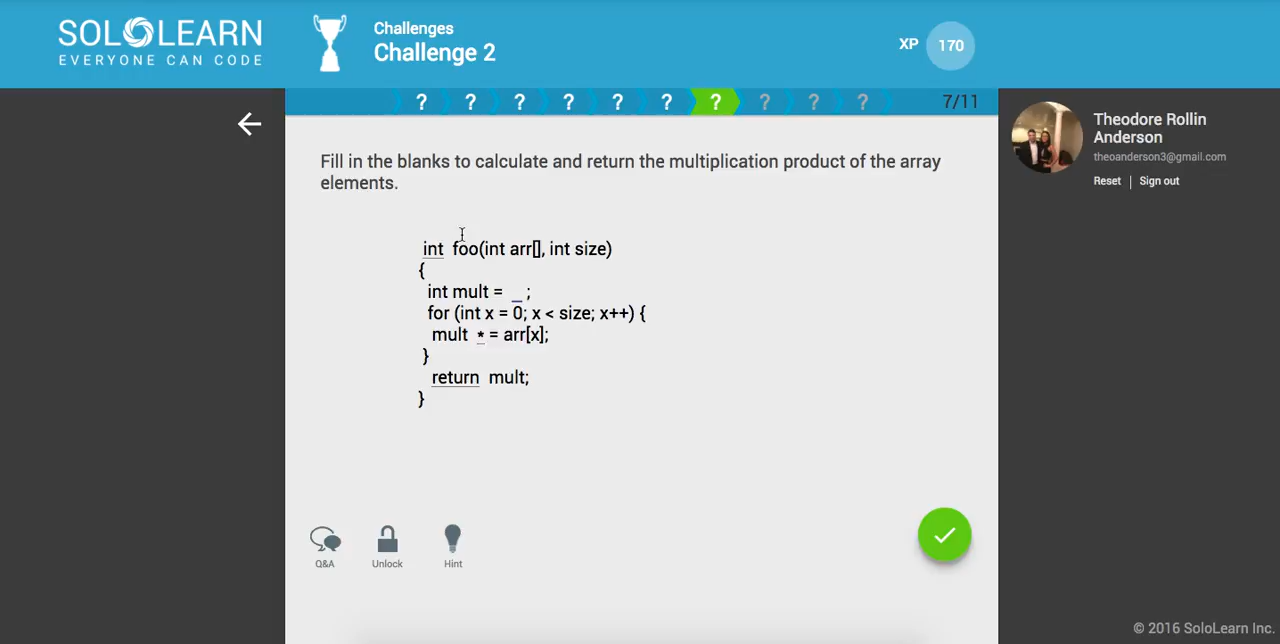 SOLOLEARN
EVERYONE CAN CODE
Challenges
Challenge 2
XP 170
? ? ? ? ? ? ? ? ? ? 7/11
Theodore Rollin
Anderson
theoanderson3@gmail.com
Reset | Sign out
Fill in the blanks to calculate and return the multiplication product of the array
elements.
int foo(int arr[], int size)
{
int mult = _ ;
for (int x = 0; x < size; x++) {
mult * = arr[x];
}
return mult;
}
Q&A
Unlock
Hint
© 2016 SoloLearn Inc.